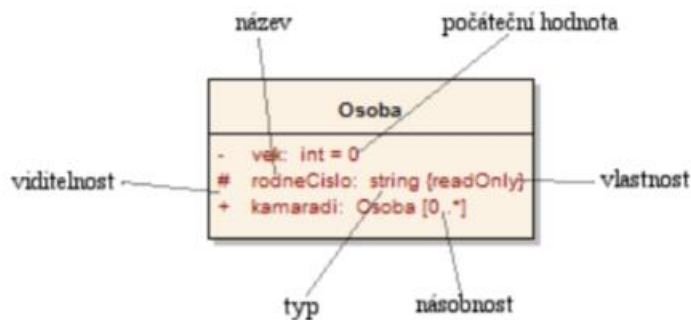 název
počáteční hodnota
Osoba
- vek: int = 0
viditelnost
# rodneCislo: string {readOnly}
vlastnost
+ kamaradi: Osoba [0..*]
typ
násobnost